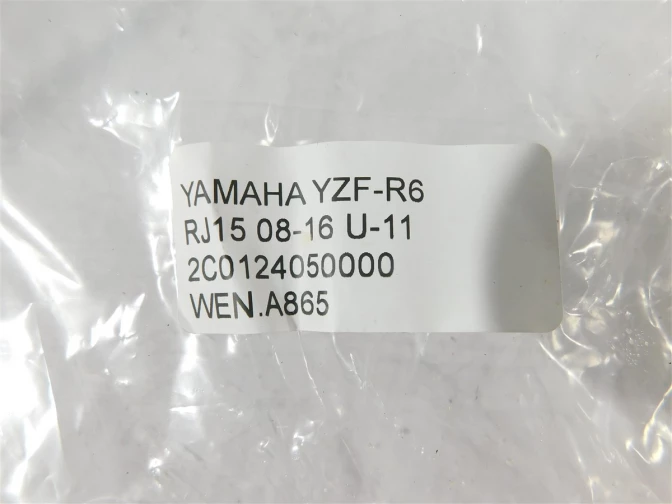 YAMAHA YZF-R6
RJ15 08-16 U-11
2C0124050000
WEN.A865